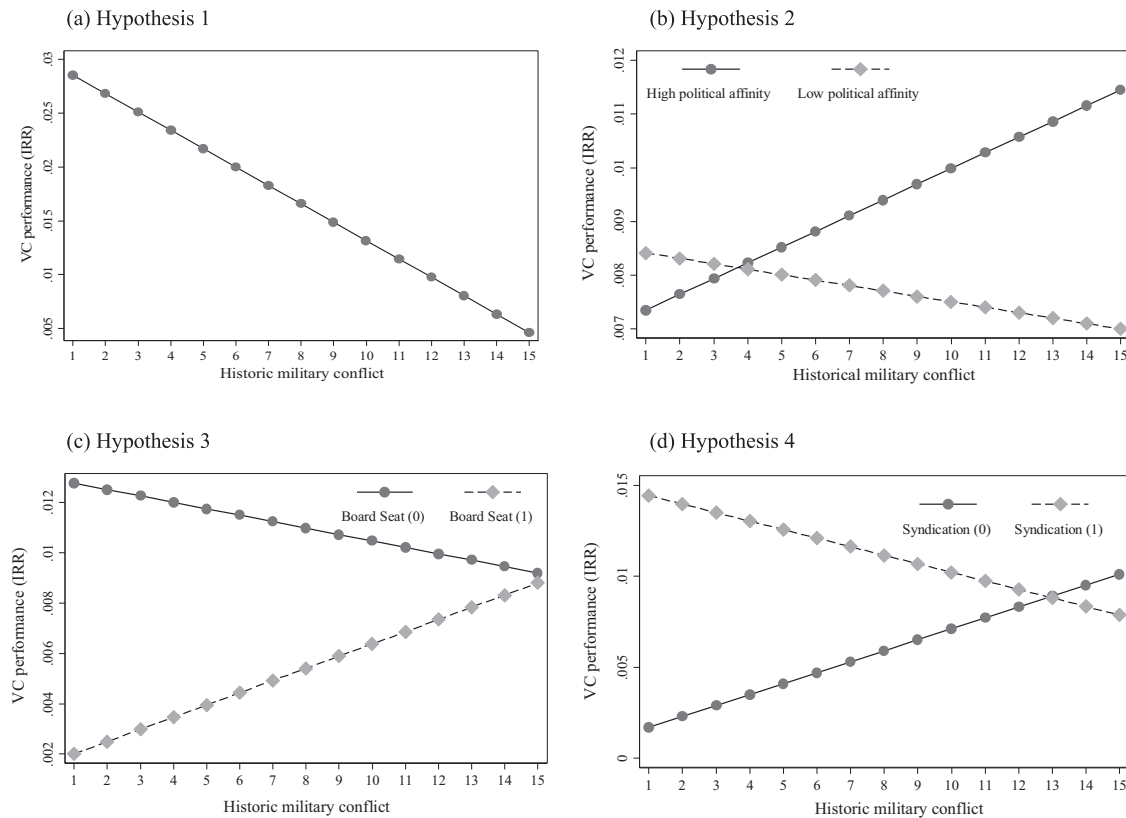 (a) Hypothesis 1
VC performance (IRR)
.03
.025
.02
.015
.01
.005
1 2 3 4 5 6 7 8 9 10 11 12 13 14 15
Historic military conflict
(b) Hypothesis 2
VC performance (IRR)
.012
.011
.01
.009
.008
.007
High political affinity Low political affinity
1 2 3 4 5 6 7 8 9 10 11 12 13 14 15
Historical military conflict
(c) Hypothesis 3
VC performance (IRR)
.012
.01
.008
.006
.004
.002
Board Seat (0) Board Seat (1)
1 2 3 4 5 6 7 8 9 10 11 12 13 14 15
Historic military conflict
(d) Hypothesis 4
VC performance (IRR)
.015
.01
.005
0
Syndication (0) Syndication (1)
1 2 3 4 5 6 7 8 9 10 11 12 13 14 15
Historic military conflict